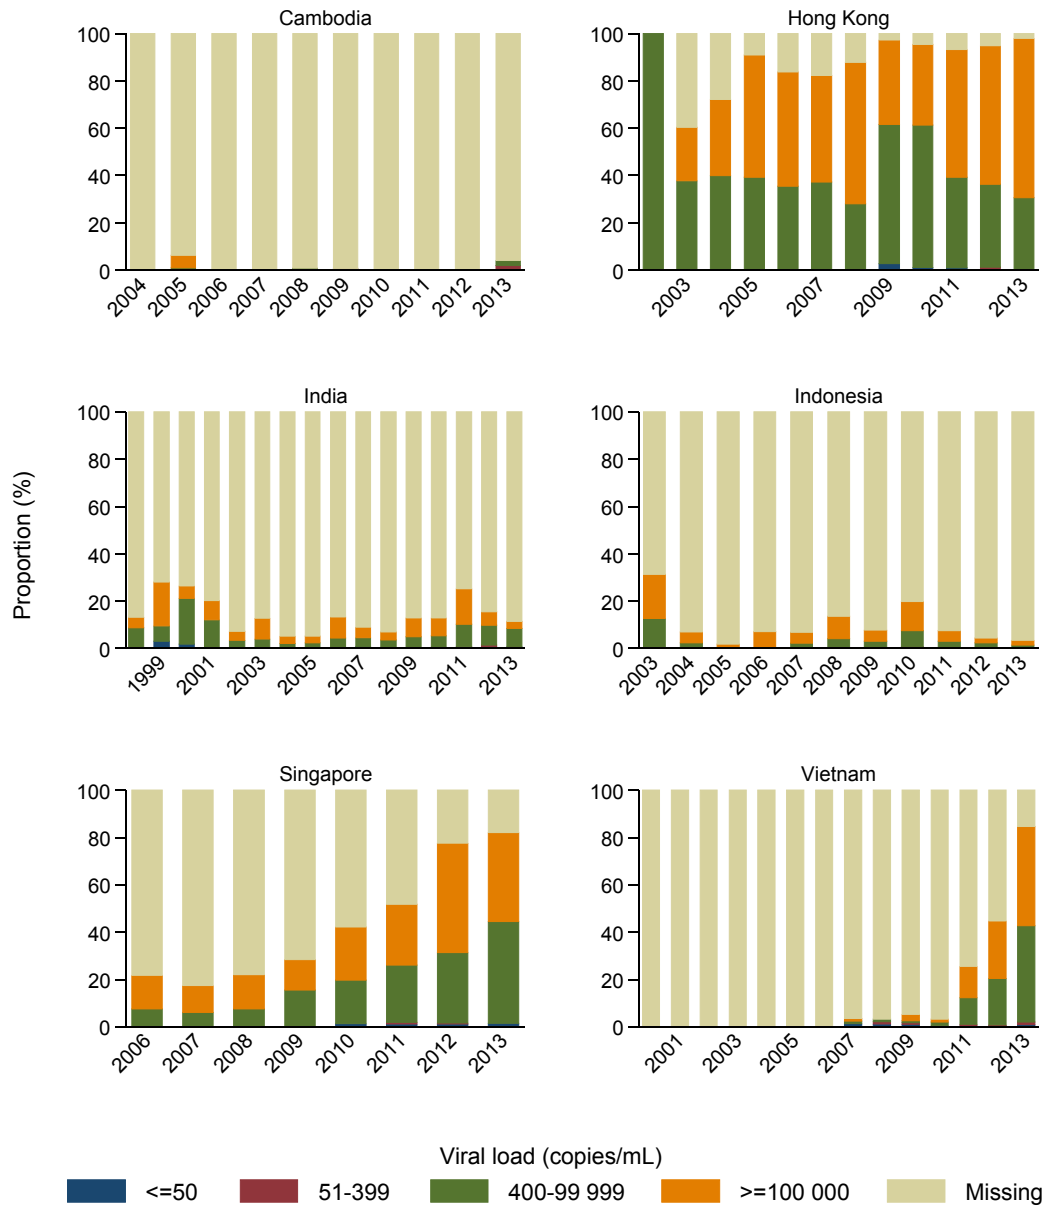 Cambodia
100
80
60
40
20
0
2004 2005 2006 2007 2008 2009 2010 2011 2012 2013
Hong Kong
100
80
60
40
20
0
2003 2005 2007 2009 2011 2013
Proportion (%)
India
100
80
60
40
20
0
1999 2001 2003 2005 2007 2009 2011 2013
Indonesia
100
80
60
40
20
0
2003 2004 2005 2006 2007 2008 2009 2010 2011 2012 2013
Singapore
100
80
60
40
20
0
2006 2007 2008 2009 2010 2011 2012 2013
Vietnam
100
80
60
40
20
0
2001 2003 2005 2007 2009 2011 2013
Viral load (copies/mL)
<=50 51-399 400-99 999 >=100 000 Missing